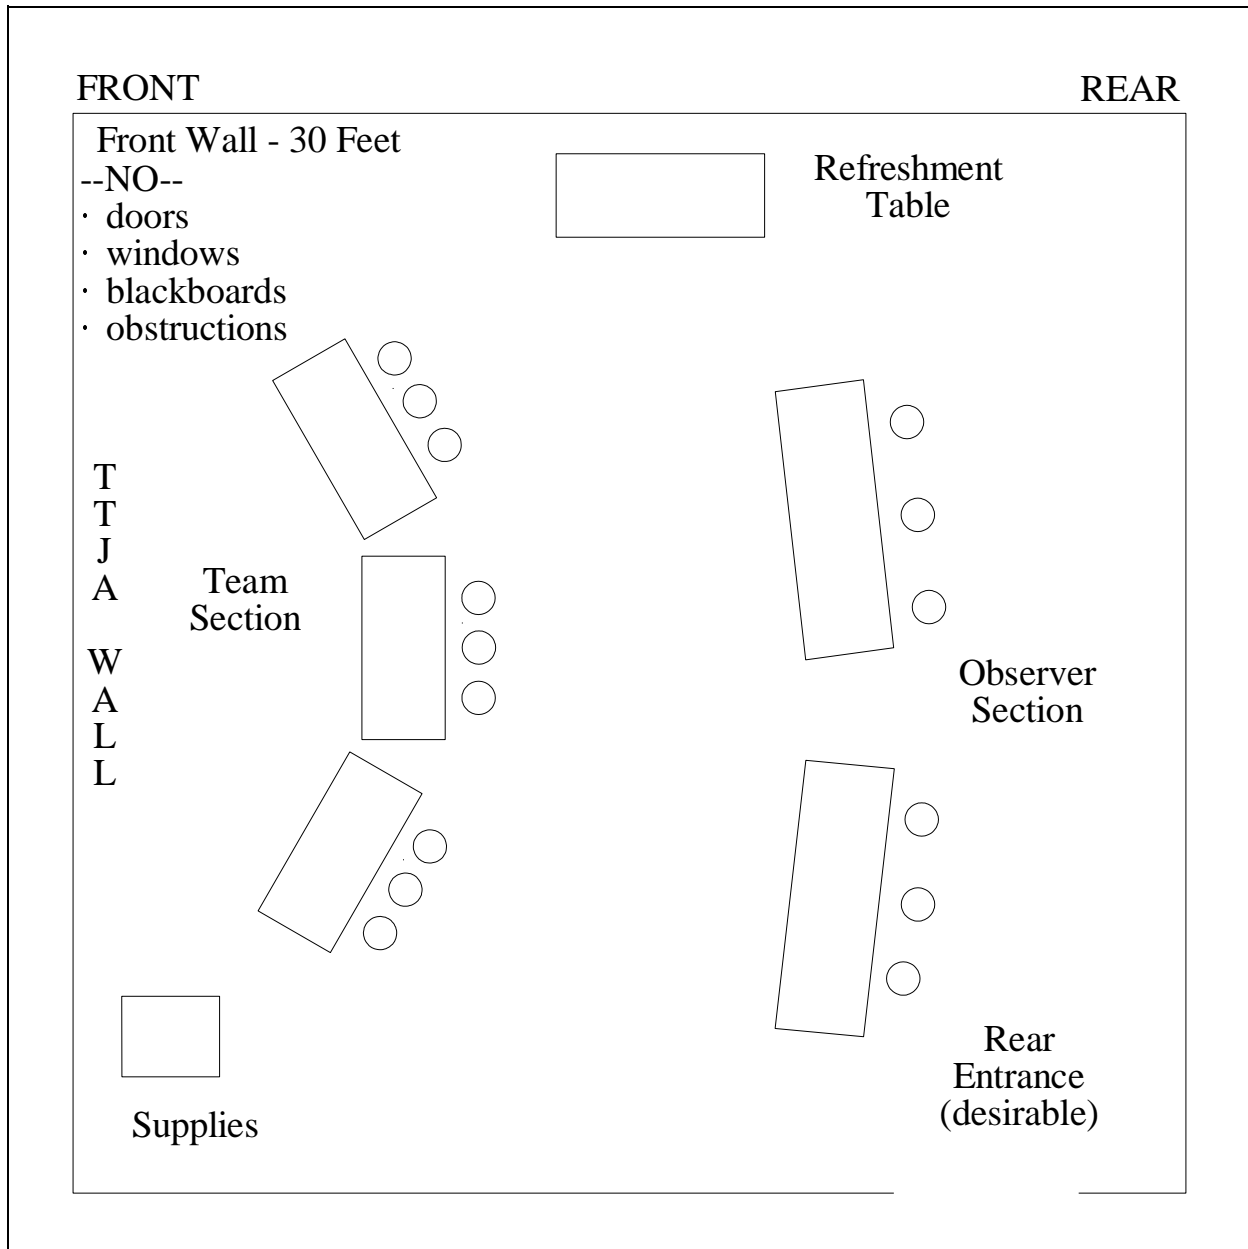 FRONT
REAR
Front Wall - 30 Feet
--NO--
· doors
· windows
· blackboards
· obstructions
Refreshment
Table
T
T
J
A
W
A
L
L
Team
Section
Observer
Section
Supplies
Rear
Entrance
(desirable)